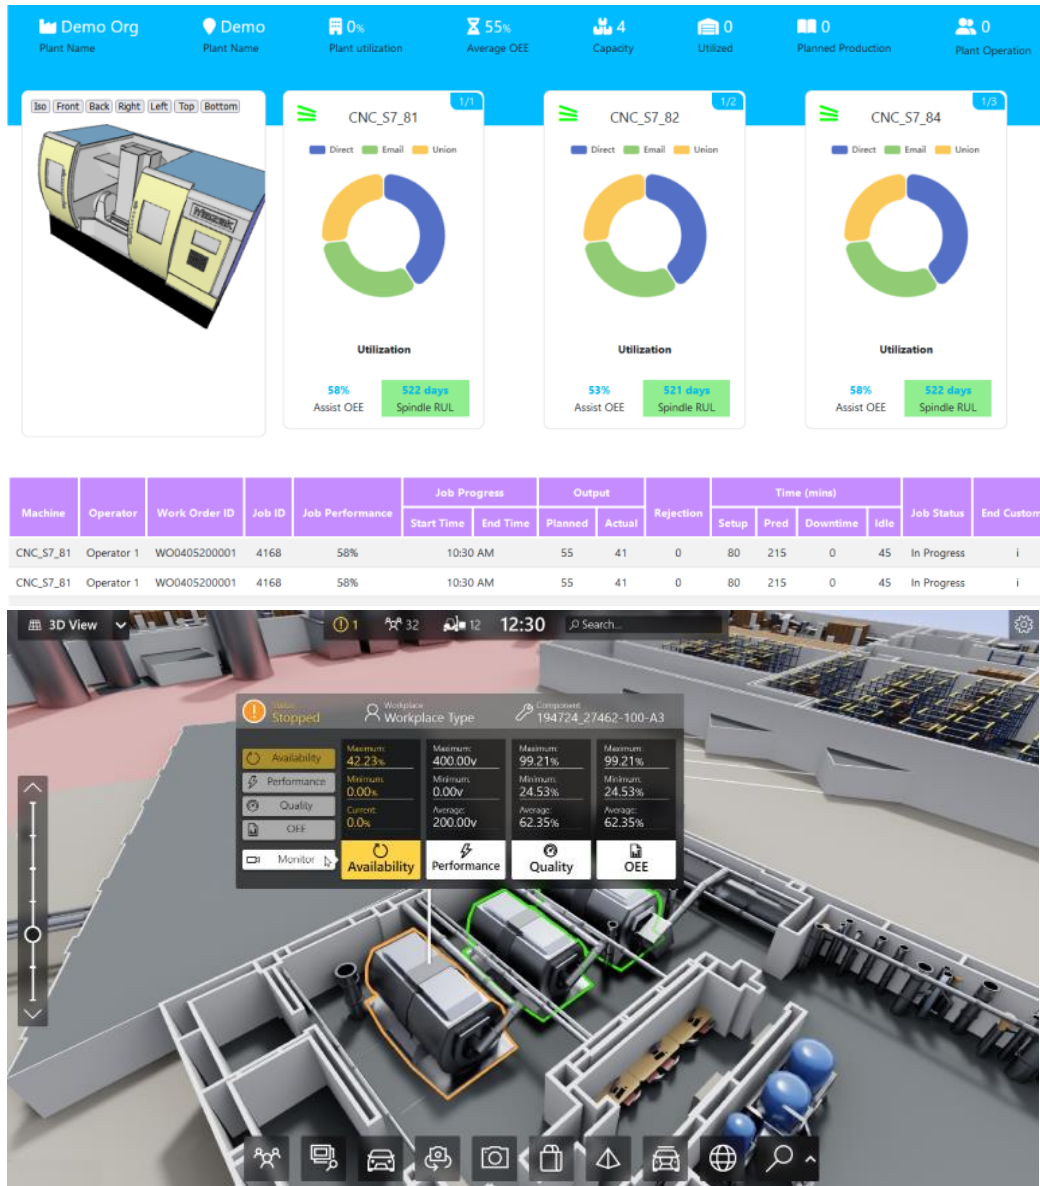 Demo Org Demo 0% 55% 4 0 0 0
Plant Name Plant Name Plant utilization Average OEE Capacity Utilized Planned Production Plant Operation
Iso Front Back Right Left Top Bottom
1/1
CNC_S7_81
Direct Email Union
Utilization
58% 522 days
Assist OEE Spindle RUL
1/2
CNC_S7_82
Direct Email Union
Utilization
53% 521 days
Assist OEE Spindle RUL
1/3
CNC_S7_84
Direct Email Union
Utilization
58% 522 days
Assist OEE Spindle RUL
Machine Operator Work Order ID Job ID Job Performance Job Progress Output Rejection Time (mins) Job Status End Custom
Start Time End Time Planned Actual Setup Pred Downtime Idle
CNC_S7_81 Operator 1 WO0405200001 4168 58% 10:30 AM 55 41 0 80 215 0 45 In Progress i
CNC_S7_81 Operator 1 WO0405200001 4168 58% 10:30 AM 55 41 0 80 215 0 45 In Progress i
3D View 1 32 12 12:30 Search...
Status Workplace Component
Stopped Workplace Type 194724_27462-100-A3
Availability
Performance
Quality
OEE
Monitor
Maximum: Maximum: Maximum: Maximum:
42.23% 400.00v 99.21% 99.21%
Minimum: Minimum: Minimum: Minimum:
0.00% 0.00v 24.53% 24.53%
Current: Average: Average: Average:
0.0% 200.00v 62.35% 62.35%
Availability Performance Quality OEE